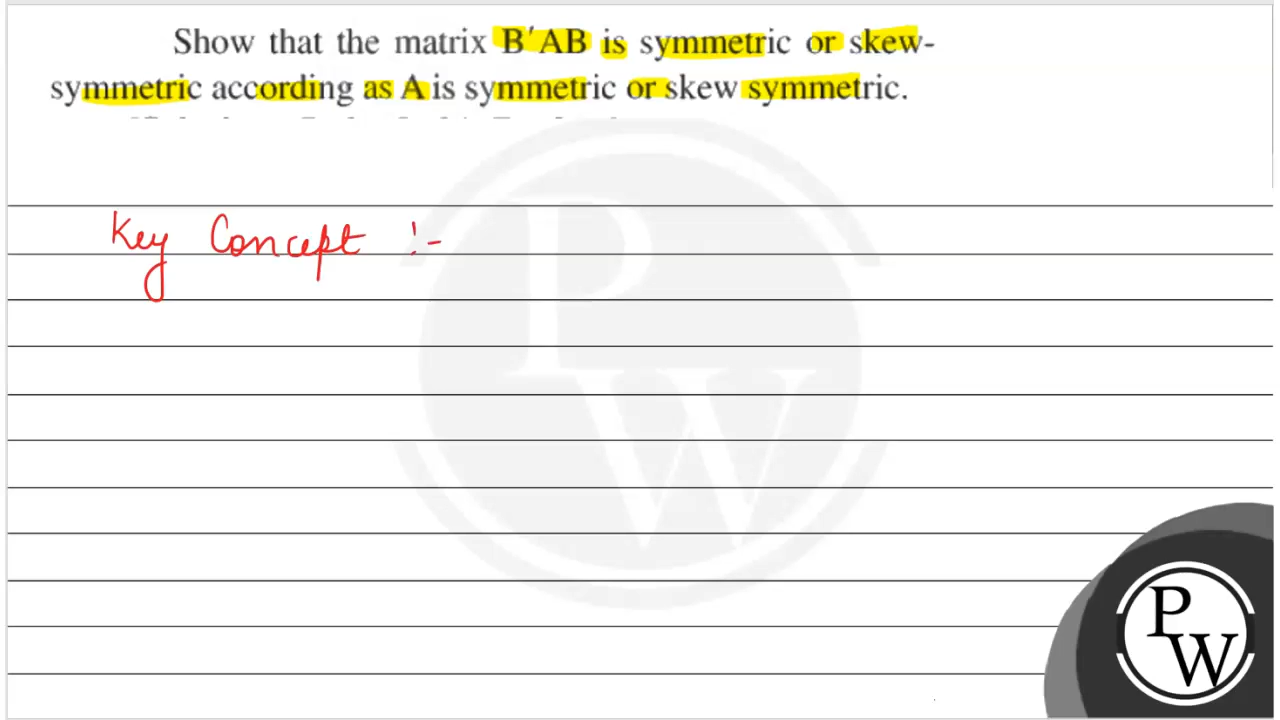 Show that the matrix B′AB is symmetric or skew-
symmetric according as A is symmetric or skew symmetric.
Key Concept :-
P
W
P
W